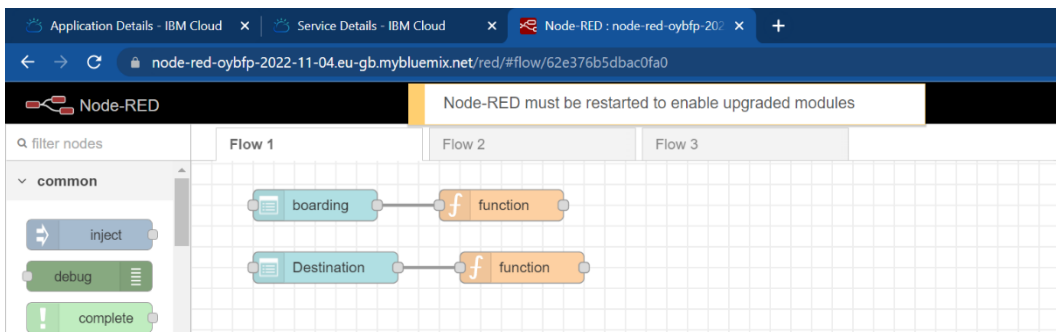 Application Details - IBM Cloud
Service Details - IBM Cloud
Node-RED : node-red-oybfp-202
node-red-oybfp-2022-11-04.eu-gb.mybluemix.net/red/#flow/62e376b5dbac0fa0
Node-RED
Node-RED must be restarted to enable upgraded modules
filter nodes
Flow 1
Flow 2
Flow 3
common
boarding
function
inject
Destination
function
debug
complete